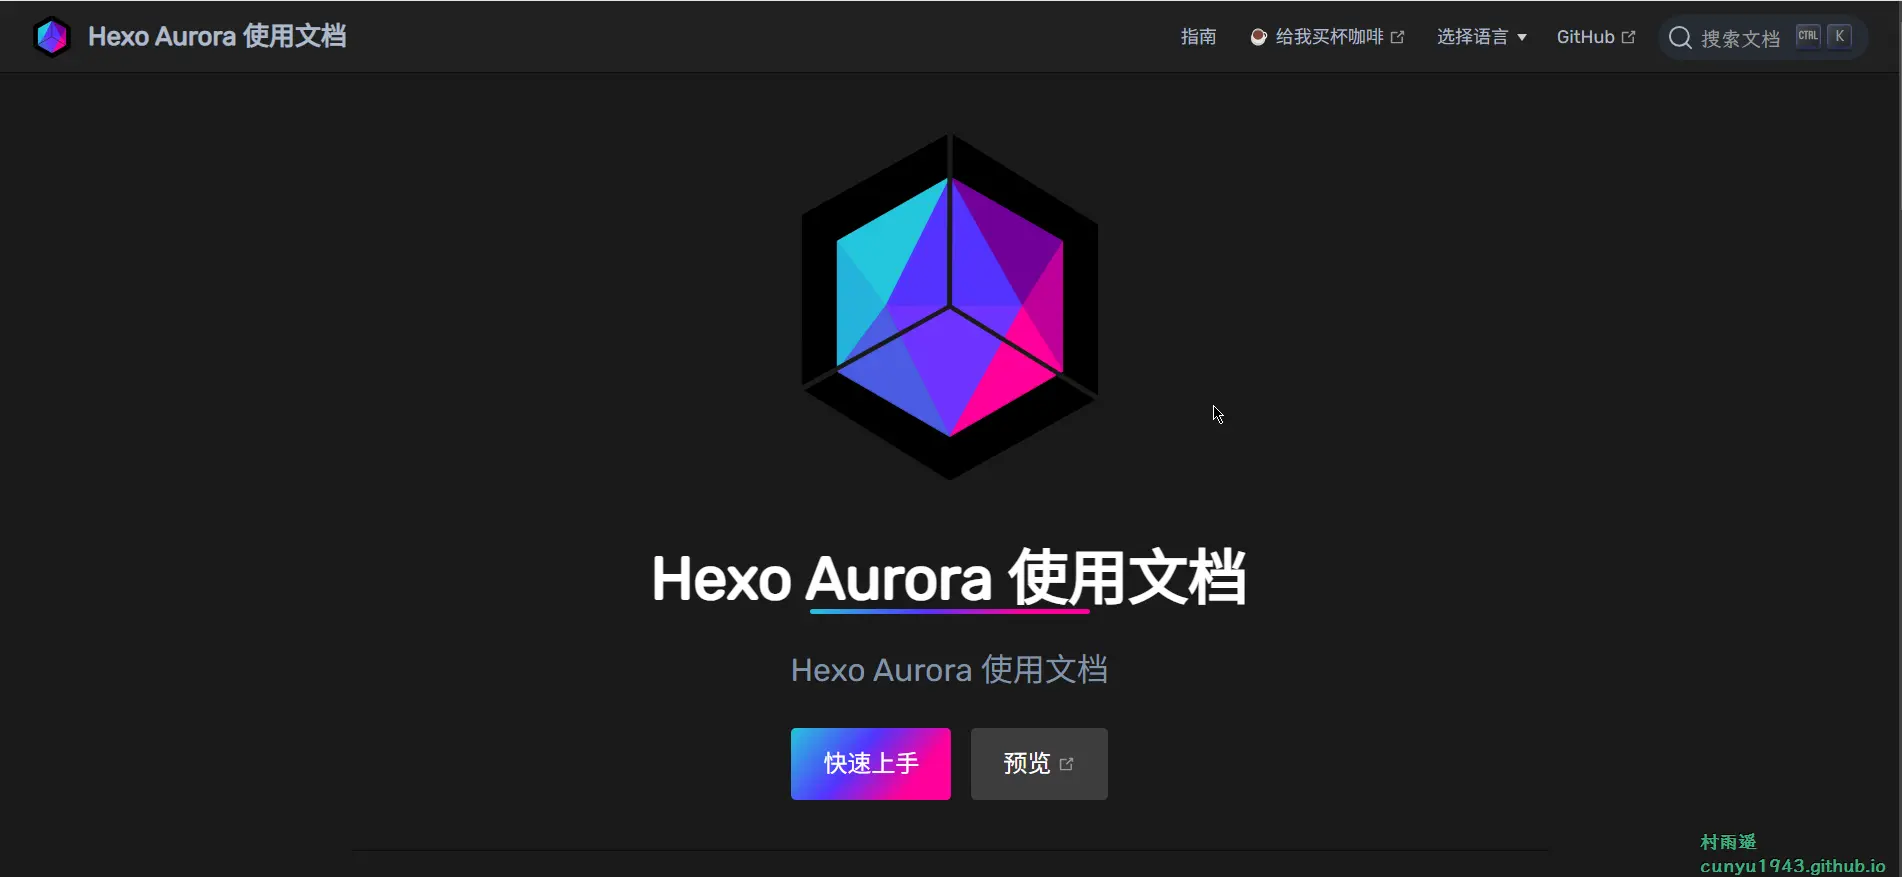 Hexo Aurora 使用文档
指南
给我买杯咖啡
选择语言
GitHub
搜索文档 CTRL K
Hexo Aurora 使用文档
Hexo Aurora 使用文档
快速上手
预览
村雨遥
cunyu1943.github.io